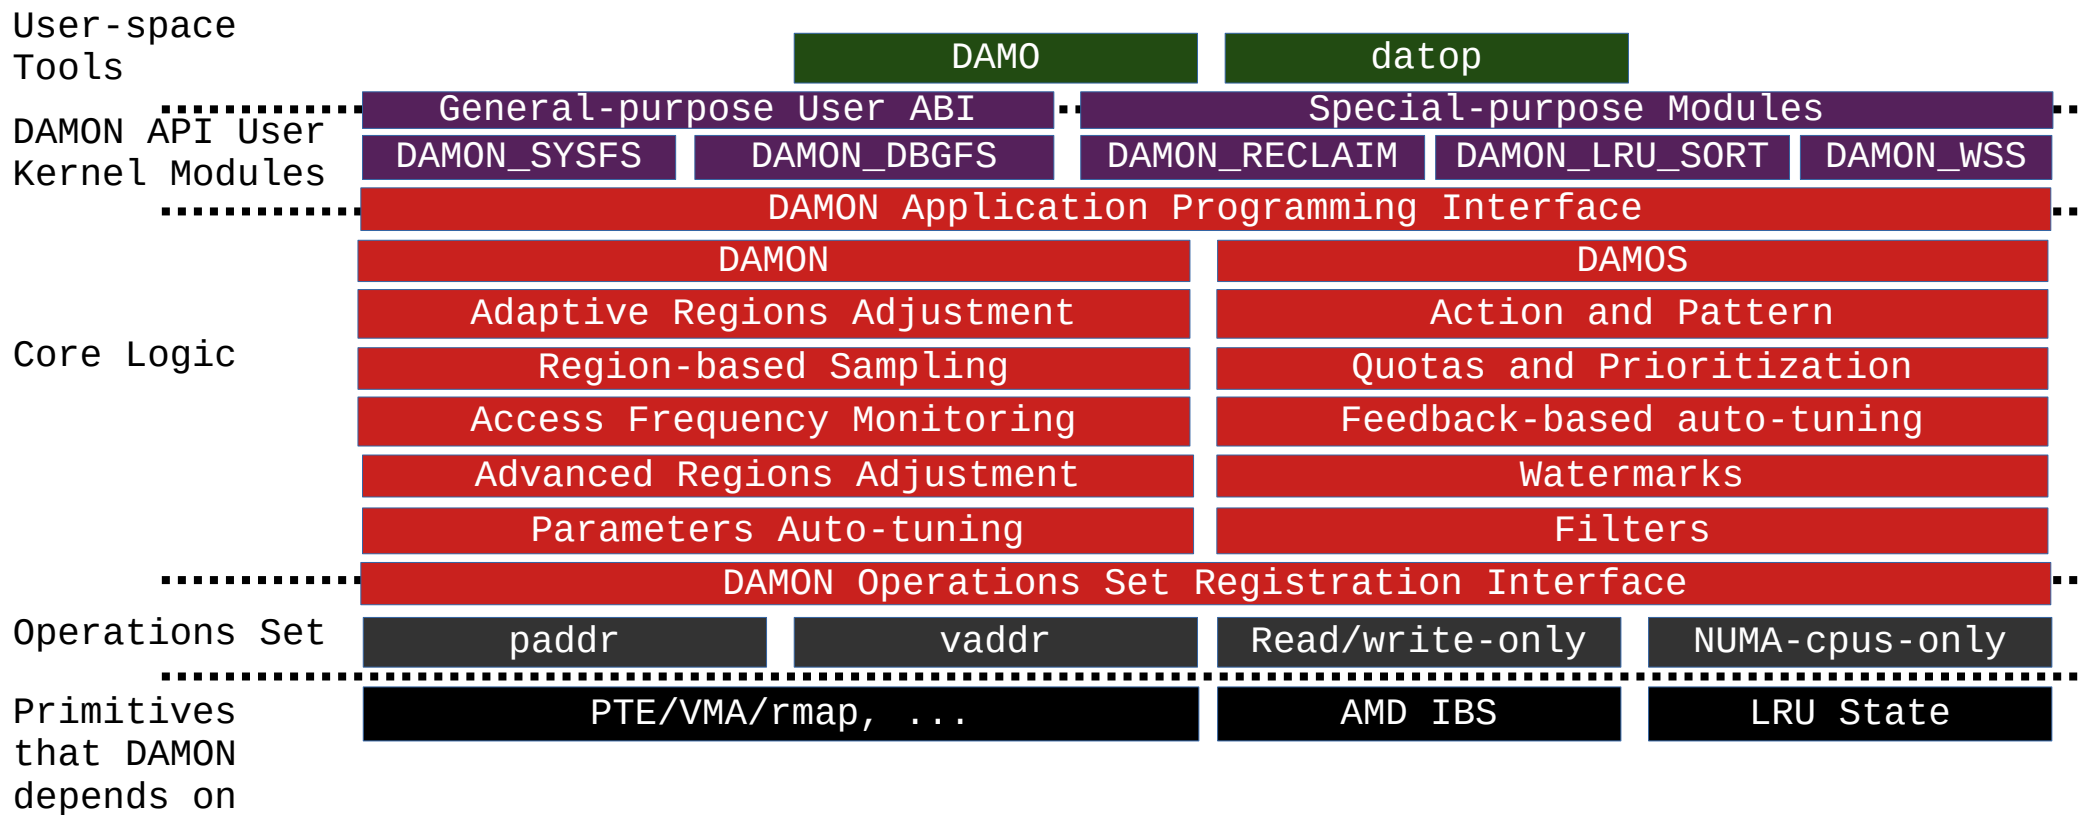 User-space
Tools
DAMO
datop
General-purpose User ABI
Special-purpose Modules
DAMON API User
Kernel Modules
DAMON_SYSFS
DAMON_DBGFS
DAMON_RECLAIM
DAMON_LRU_SORT
DAMON_WSS
DAMON Application Programming Interface
Core Logic
DAMON
DAMOS
Adaptive Regions Adjustment
Action and Pattern
Region-based Sampling
Quotas and Prioritization
Access Frequency Monitoring
Feedback-based auto-tuning
Advanced Regions Adjustment
Watermarks
Parameters Auto-tuning
Filters
DAMON Operations Set Registration Interface
Operations Set
paddr
vaddr
Read/write-only
NUMA-cpus-only
Primitives
that DAMON
depends on
PTE/VMA/rmap, ...
AMD IBS
LRU State